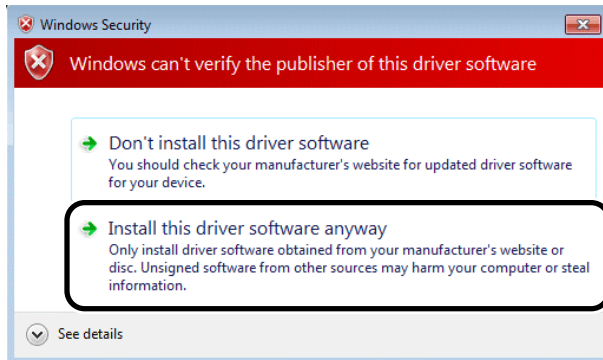 Windows Security
Windows can't verify the publisher of this driver software
Don't install this driver software
You should check your manufacturer's website for updated driver software
for your device.
Install this driver software anyway
Only install driver software obtained from your manufacturer's website or
disc. Unsigned software from other sources may harm your computer or steal
information.
See details